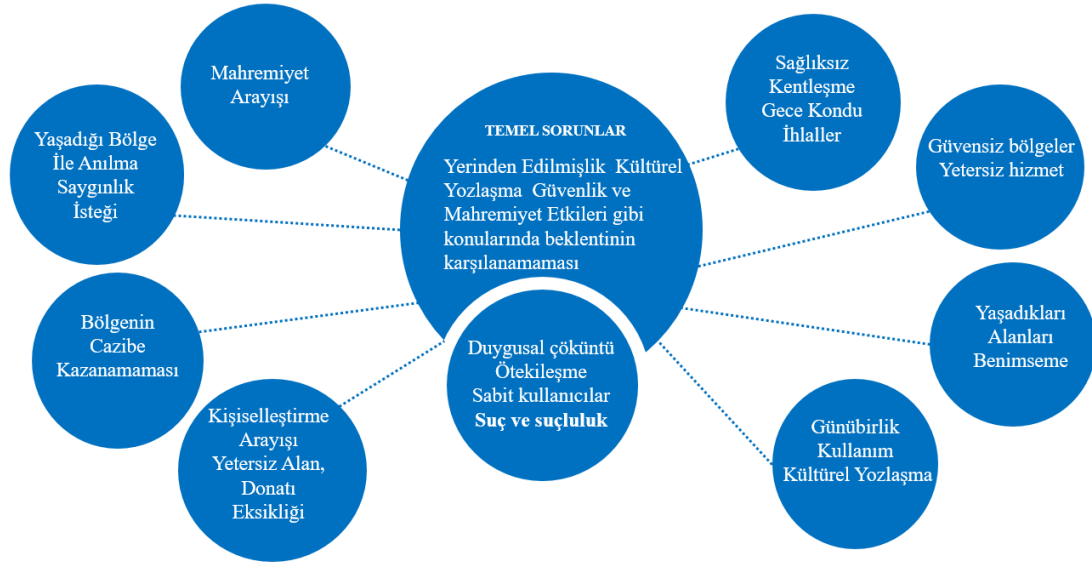 Mahremiyet
Arayışı
Yaşadığı Bölge
İle Anılma
Saygınlık
İsteği
Bölgenin
Cazibe
Kazanamaması
Kişiselleştirme
Arayışı
Yetersiz Alan,
Donatı
Eksikliği
TEMEL SORUNLAR
Yerinden Edilmişlik Kültürel
Yozlaşma Güvenlik ve
Mahremiyet Etkileri gibi
konularında beklentinin
karşılanamaması
Duygusal çöküntü
Ötekileşme
Sabit kullanıcılar
Suç ve suçluluk
Sağlıksız
Kentleşme
Gece Kondu
İhlaller
Güvensiz bölgeler
Yetersiz hizmet
Yaşadıkları
Alanları
Benimseme
Günübirlik
Kullanım
Kültürel Yozlaşma